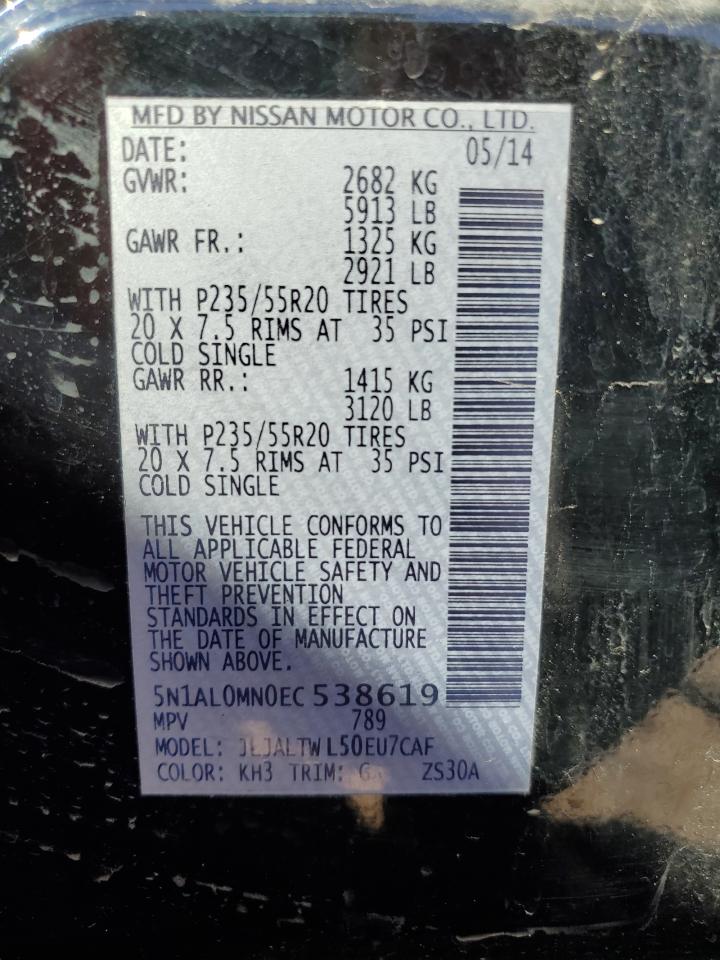 MFD BY NISSAN MOTOR CO., LTD.
DATE: 05/14
GVWR: 2682 KG
5913 LB
GAWR FR.: 1325 KG
2921 LB
WITH P235/55R20 TIRES
20 X 7.5 RIMS AT 35 PSI
COLD SINGLE
GAWR RR.: 1415 KG
3120 LB
WITH P235/55R20 TIRES
20 X 7.5 RIMS AT 35 PSI
COLD SINGLE
THIS VEHICLE CONFORMS TO
ALL APPLICABLE FEDERAL
MOTOR VEHICLE SAFETY AND
THEFT PREVENTION
STANDARDS IN EFFECT ON
THE DATE OF MANUFACTURE
SHOWN ABOVE.
5N1AL0MN0EC 538619
MPV 789
MODEL: L50EU7CAF
COLOR: KH3 TRIM: ZS30A